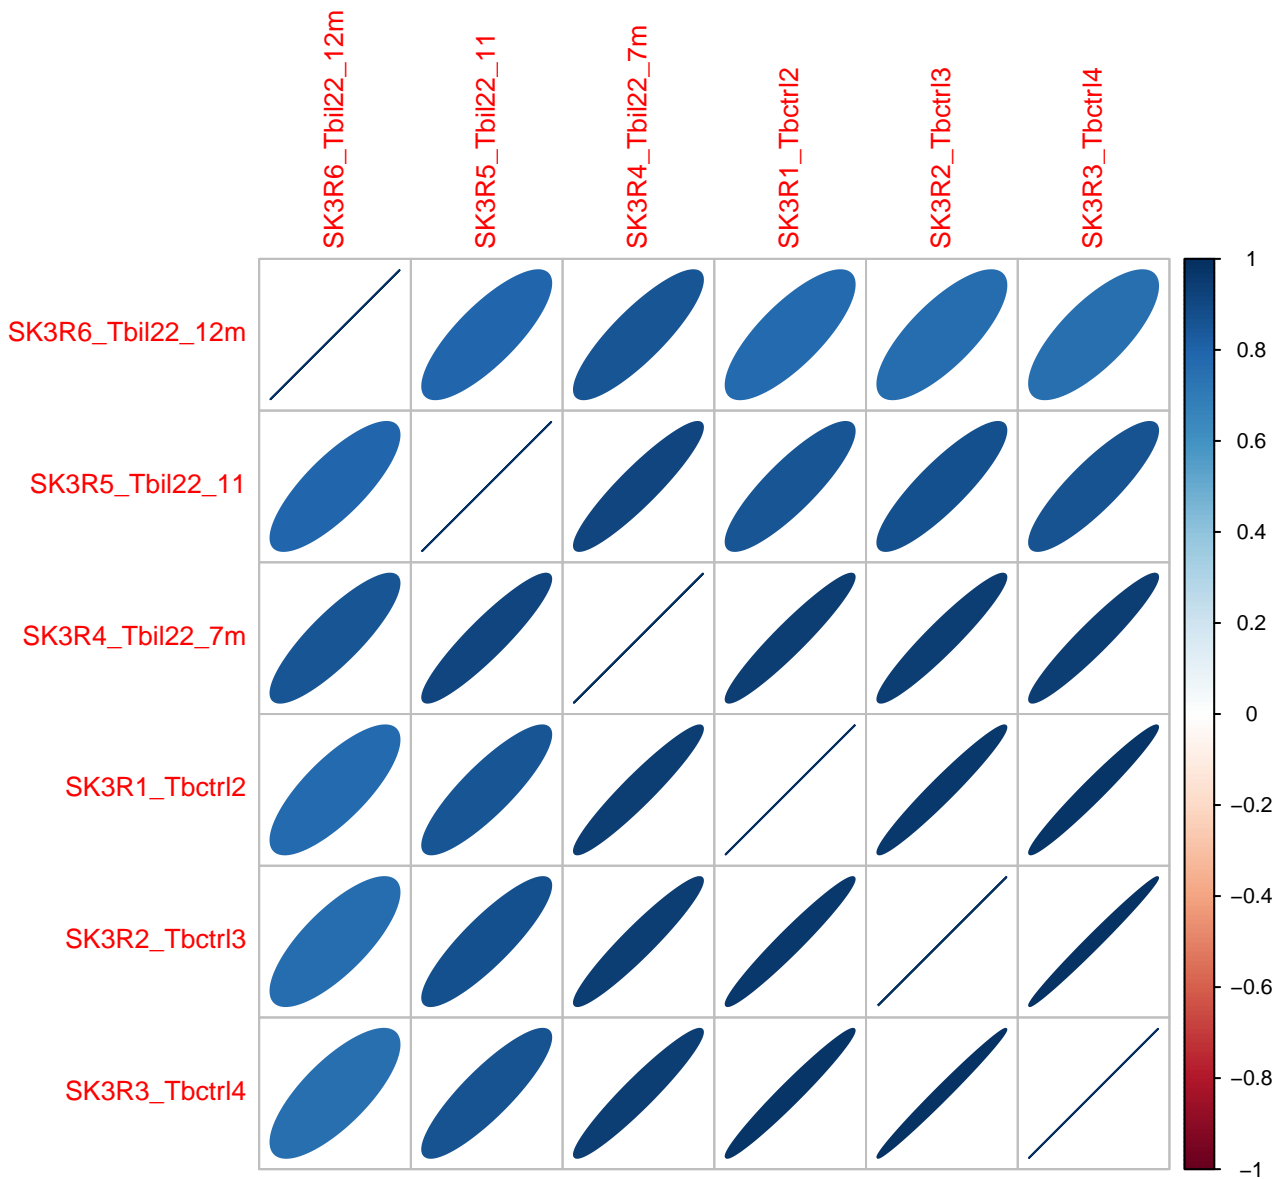 SK3R6_Tbil22_12m
SK3R5_Tbil22_11
SK3R4_Tbil22_7m
SK3R1_Tbctrl2
SK3R2_Tbctrl3
SK3R3_Tbctrl4
SK3R6_Tbil22_12m
SK3R5_Tbil22_11
SK3R4_Tbil22_7m
SK3R1_Tbctrl2
SK3R2_Tbctrl3
SK3R3_Tbctrl4
1
0.8
0.6
0.4
0.2
0
−0.2
−0.4
−0.6
−0.8
−1